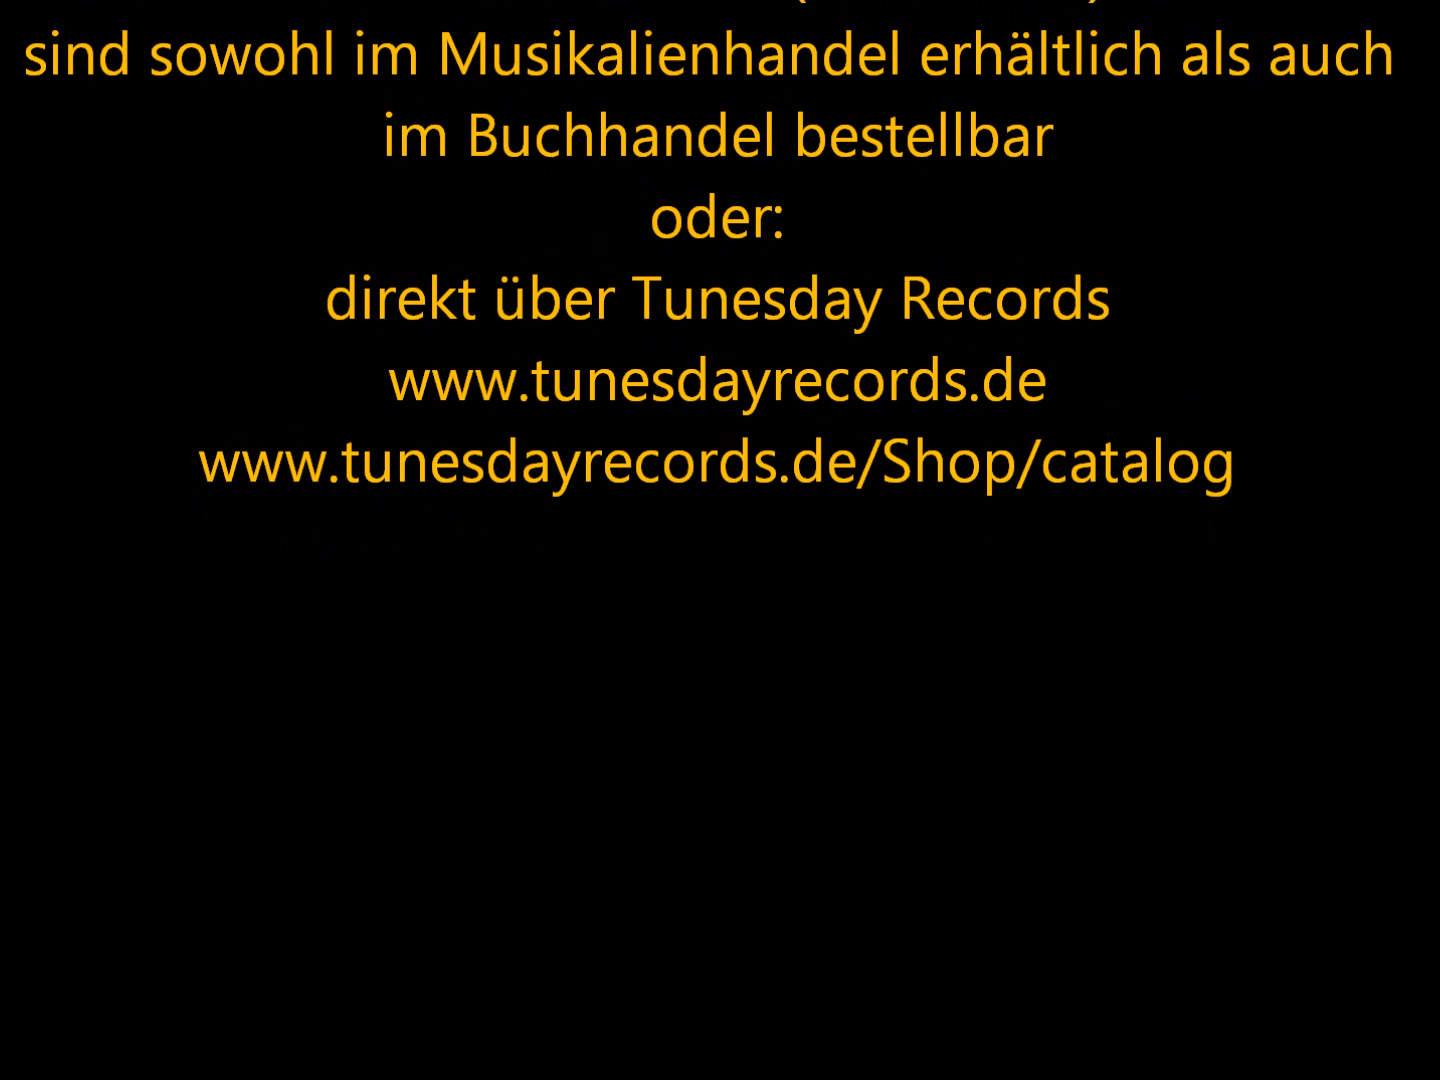 sind sowohl im Musikalienhandel erhältlich als auch
im Buchhandel bestellbar
oder:
direkt über Tunesday Records
www.tunesdayrecords.de
www.tunesdayrecords.de/Shop/catalog